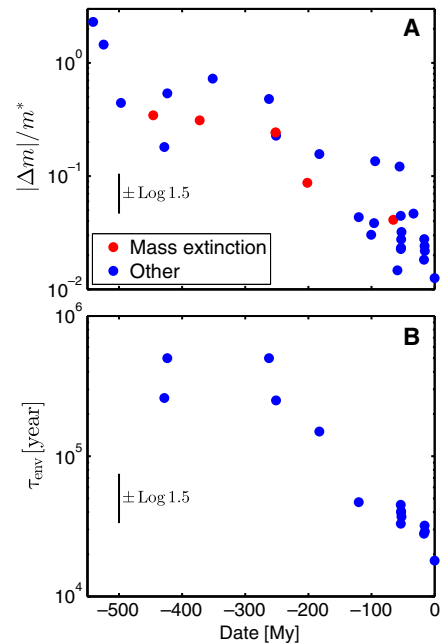 A
|Δm|/m*
10^0
10^−1
10^−2
± Log 1.5
Mass extinction
Other
B
τ_env [year]
10^6
10^5
10^4
± Log 1.5
−500 −400 −300 −200 −100 0
Date [My]